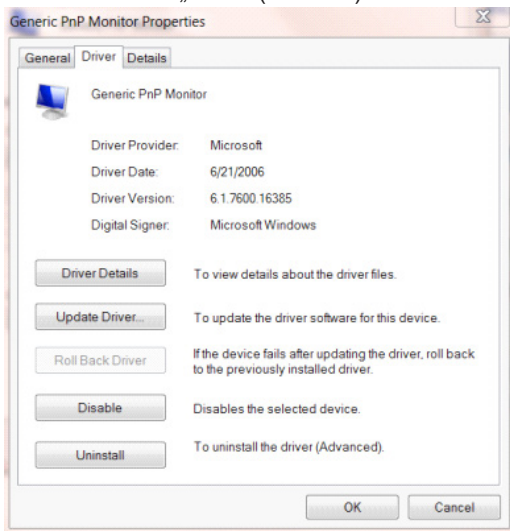 Generic PnP Monitor Properties
General Driver Details
Generic PnP Monitor
Driver Provider: Microsoft
Driver Date: 6/21/2006
Driver Version: 6.1.7600.16385
Digital Signer: Microsoft Windows
Driver Details To view details about the driver files.
Update Driver... To update the driver software for this device.
Roll Back Driver If the device fails after updating the driver, roll back
to the previously installed driver.
Disable Disables the selected device.
Uninstall To uninstall the driver (Advanced).
OK Cancel